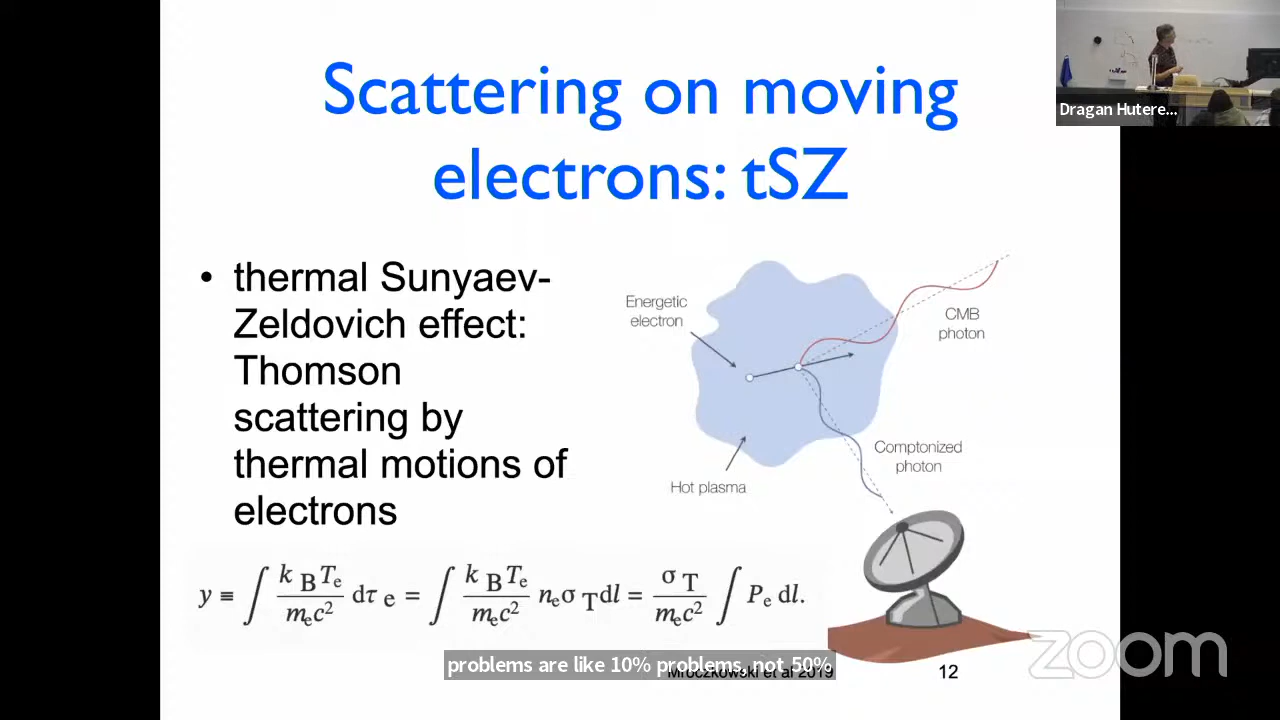 Scattering on moving
electrons: tSZ
Dragan Hutere...
• thermal Sunyaev-
Zeldovich effect:
Thomson
scattering by
thermal motions of
electrons
Energetic
electron
CMB
photon
Comptonized
photon
Hot plasma
y ≡ ∫ k_B T_e / m_e c² dτ_e = ∫ k_B T_e / m_e c² n_e σ_T dl = σ_T / m_e c² ∫ P_e dl.
problems are like 10% problems, not 50%
Mroczkowski et al 2019
12
zoom